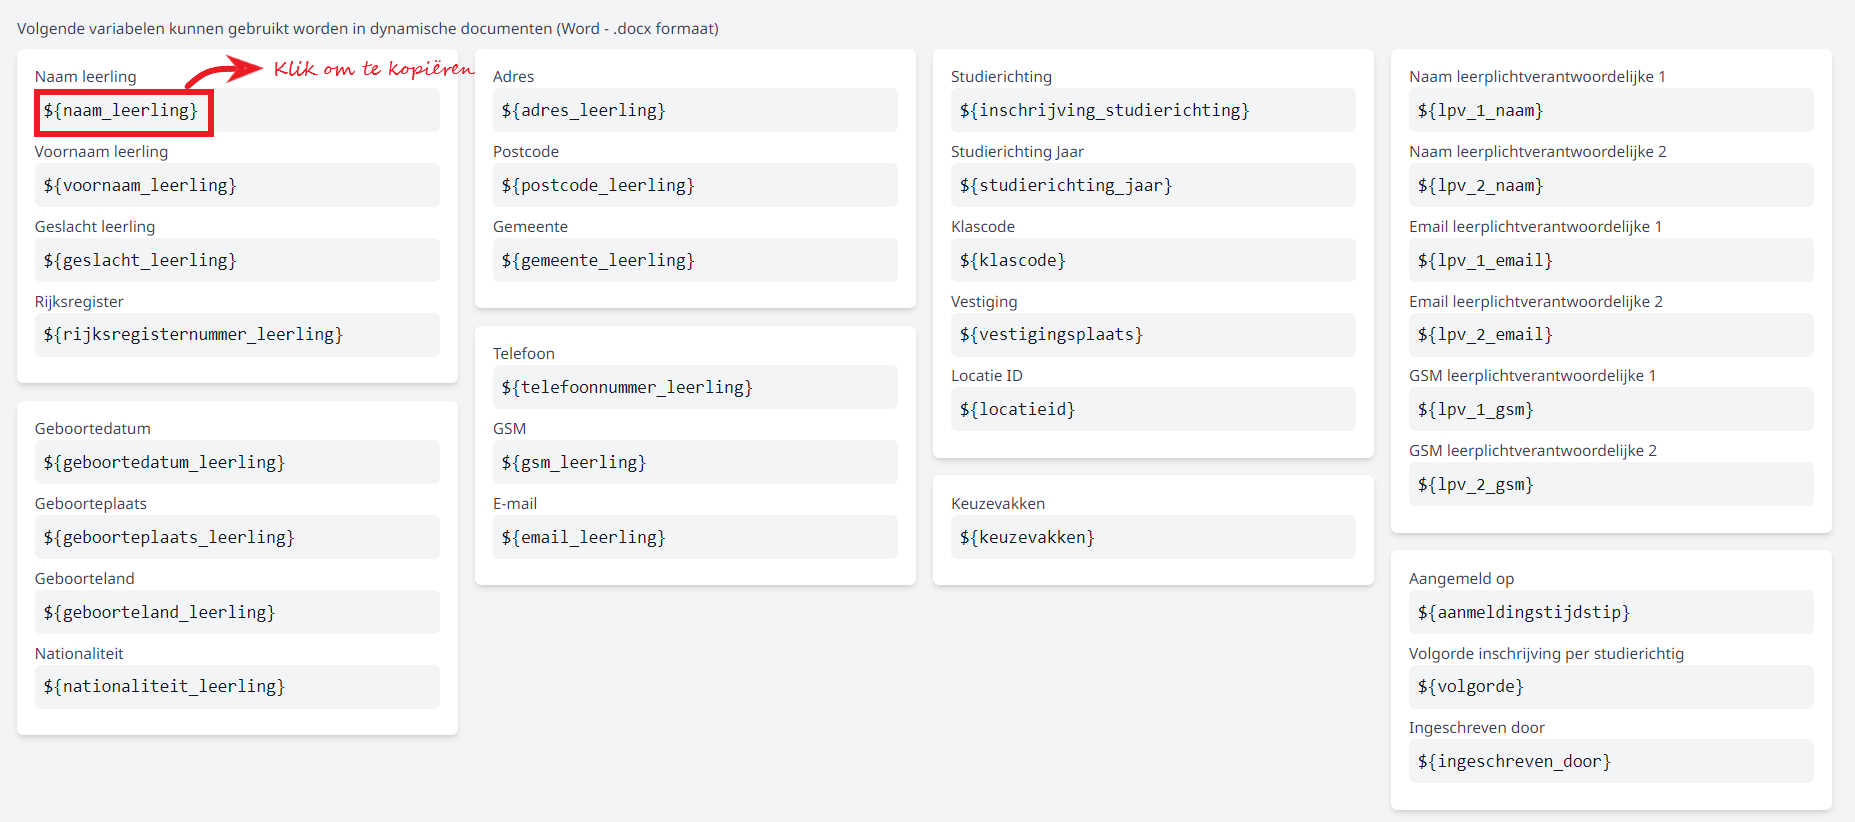 Volgende variabelen kunnen gebruikt worden in dynamische documenten (Word - .docx formaat)
Klik om te kopiëren
Naam leerling
${naam_leerling}
Voornaam leerling
${voornaam_leerling}
Geslacht leerling
${geslacht_leerling}
Rijksregister
${rijksregisternummer_leerling}
Geboortedatum
${geboortedatum_leerling}
Geboorteplaats
${geboorteplaats_leerling}
Geboorteland
${geboorteland_leerling}
Nationaliteit
${nationaliteit_leerling}
Adres
${adres_leerling}
Postcode
${postcode_leerling}
Gemeente
${gemeente_leerling}
Telefoon
${telefoonnummer_leerling}
GSM
${gsm_leerling}
E-mail
${email_leerling}
Studierichting
${inschrijving_studierichting}
Studierichting Jaar
${studierichting_jaar}
Klascode
${klascode}
Vestiging
${vestigingsplaats}
Locatie ID
${locatieid}
Keuzevakken
${keuzevakken}
Naam leerplichtverantwoordelijke 1
${lpv_1_naam}
Naam leerplichtverantwoordelijke 2
${lpv_2_naam}
Email leerplichtverantwoordelijke 1
${lpv_1_email}
Email leerplichtverantwoordelijke 2
${lpv_2_email}
GSM leerplichtverantwoordelijke 1
${lpv_1_gsm}
GSM leerplichtverantwoordelijke 2
${lpv_2_gsm}
Aangemeld op
${aanmeldingstijdstip}
Volgorde inschrijving per studierichtig
${volgorde}
Ingeschreven door
${ingeschreven_door}